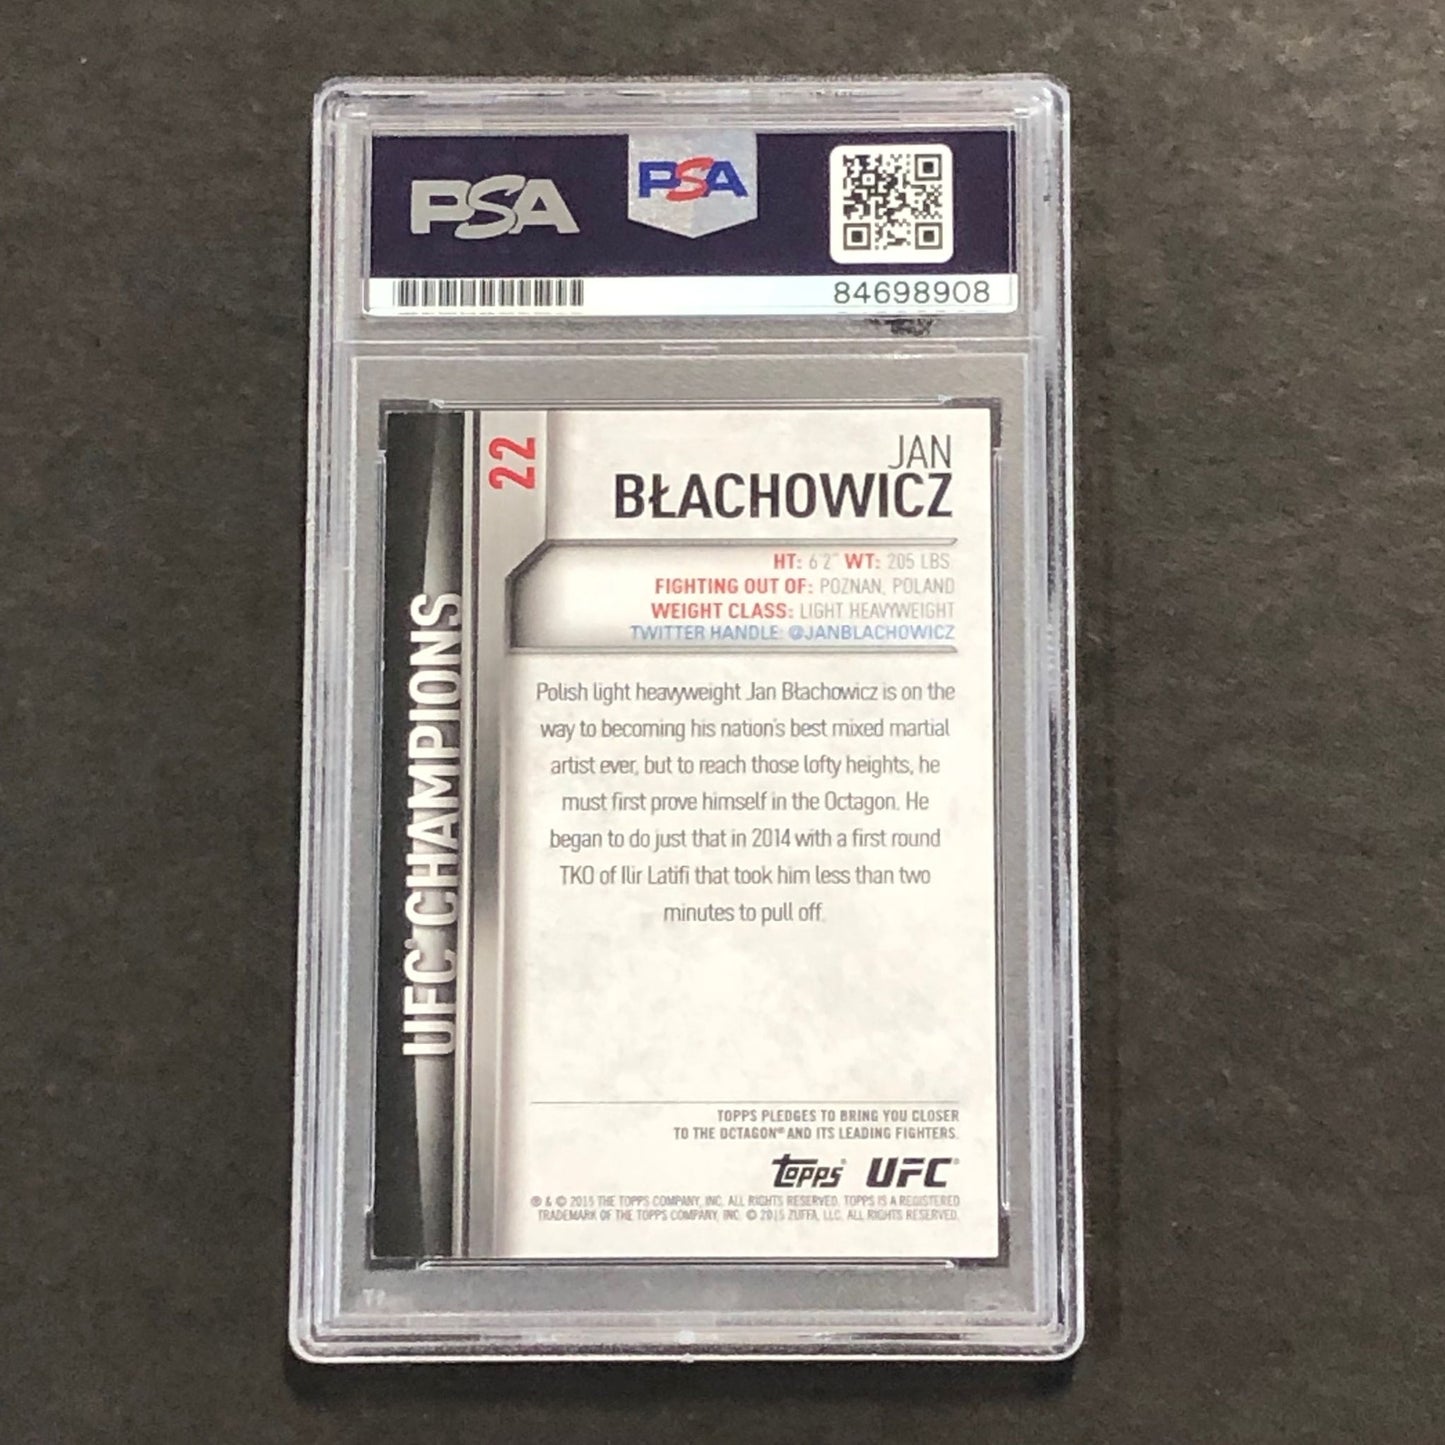 PSA
PSA
84698908
22
JAN
BŁACHOWICZ
HT: 6'2" WT: 205 LBS.
FIGHTING OUT OF: POZNAN, POLAND
WEIGHT CLASS: LIGHT HEAVYWEIGHT
TWITTER HANDLE: @JANBLACHOWICZ
UFC® CHAMPIONS
Polish light heavyweight Jan Błachowicz is on the
way to becoming his nation's best mixed martial
artist ever, but to reach those lofty heights, he
must first prove himself in the Octagon. He
began to do just that in 2014 with a first round
TKO of Ilir Latifi that took him less than two
minutes to pull off.
TOPPS PLEDGES TO BRING YOU CLOSER
TO THE OCTAGON® AND ITS LEADING FIGHTERS.
topps® UFC®
® & © 2015 THE TOPPS COMPANY, INC. ALL RIGHTS RESERVED. TOPPS IS A REGISTERED
TRADEMARK OF THE TOPPS COMPANY, INC. © 2015 ZUFFA, LLC. ALL RIGHTS RESERVED.